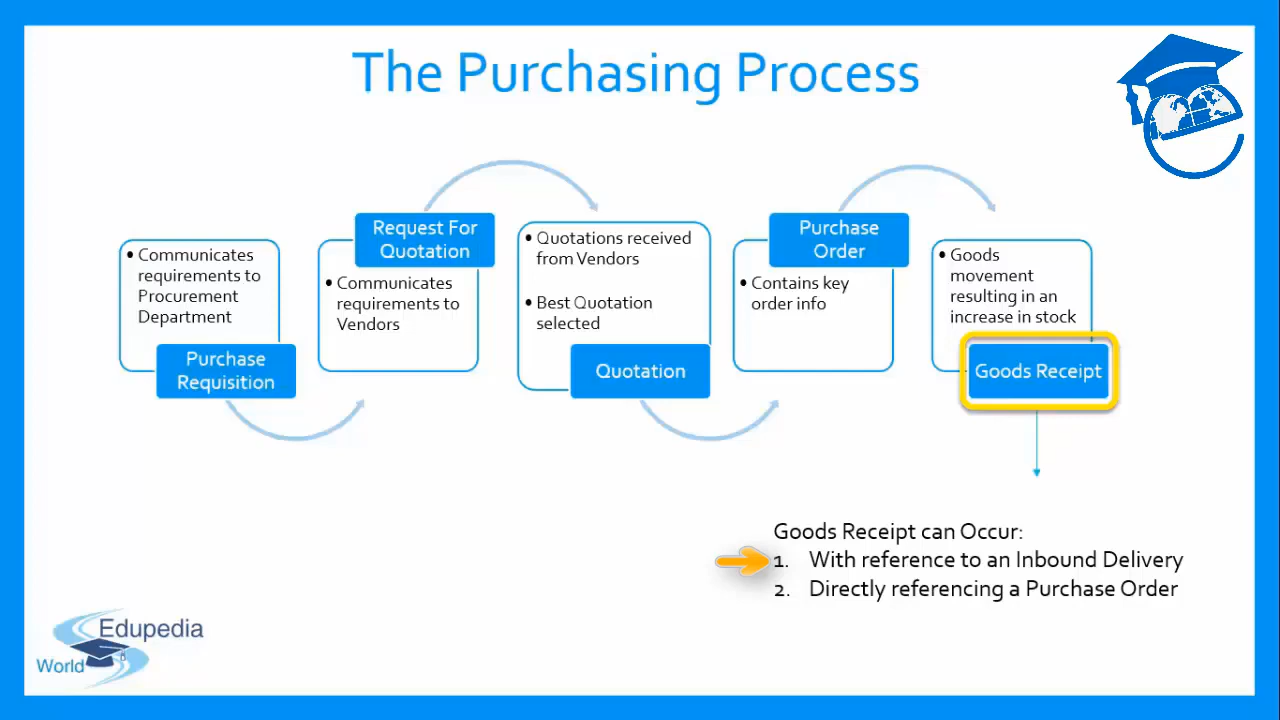 The Purchasing Process
• Communicates
requirements to
Procurement
Department
Purchase
Requisition
Request For
Quotation
• Communicates
requirements to
Vendors
• Quotations received
from Vendors
• Best Quotation
selected
Quotation
Purchase
Order
• Contains key
order info
• Goods
movement
resulting in an
increase in stock
Goods Receipt
Goods Receipt can Occur:
1. With reference to an Inbound Delivery
2. Directly referencing a Purchase Order
Edupedia
World